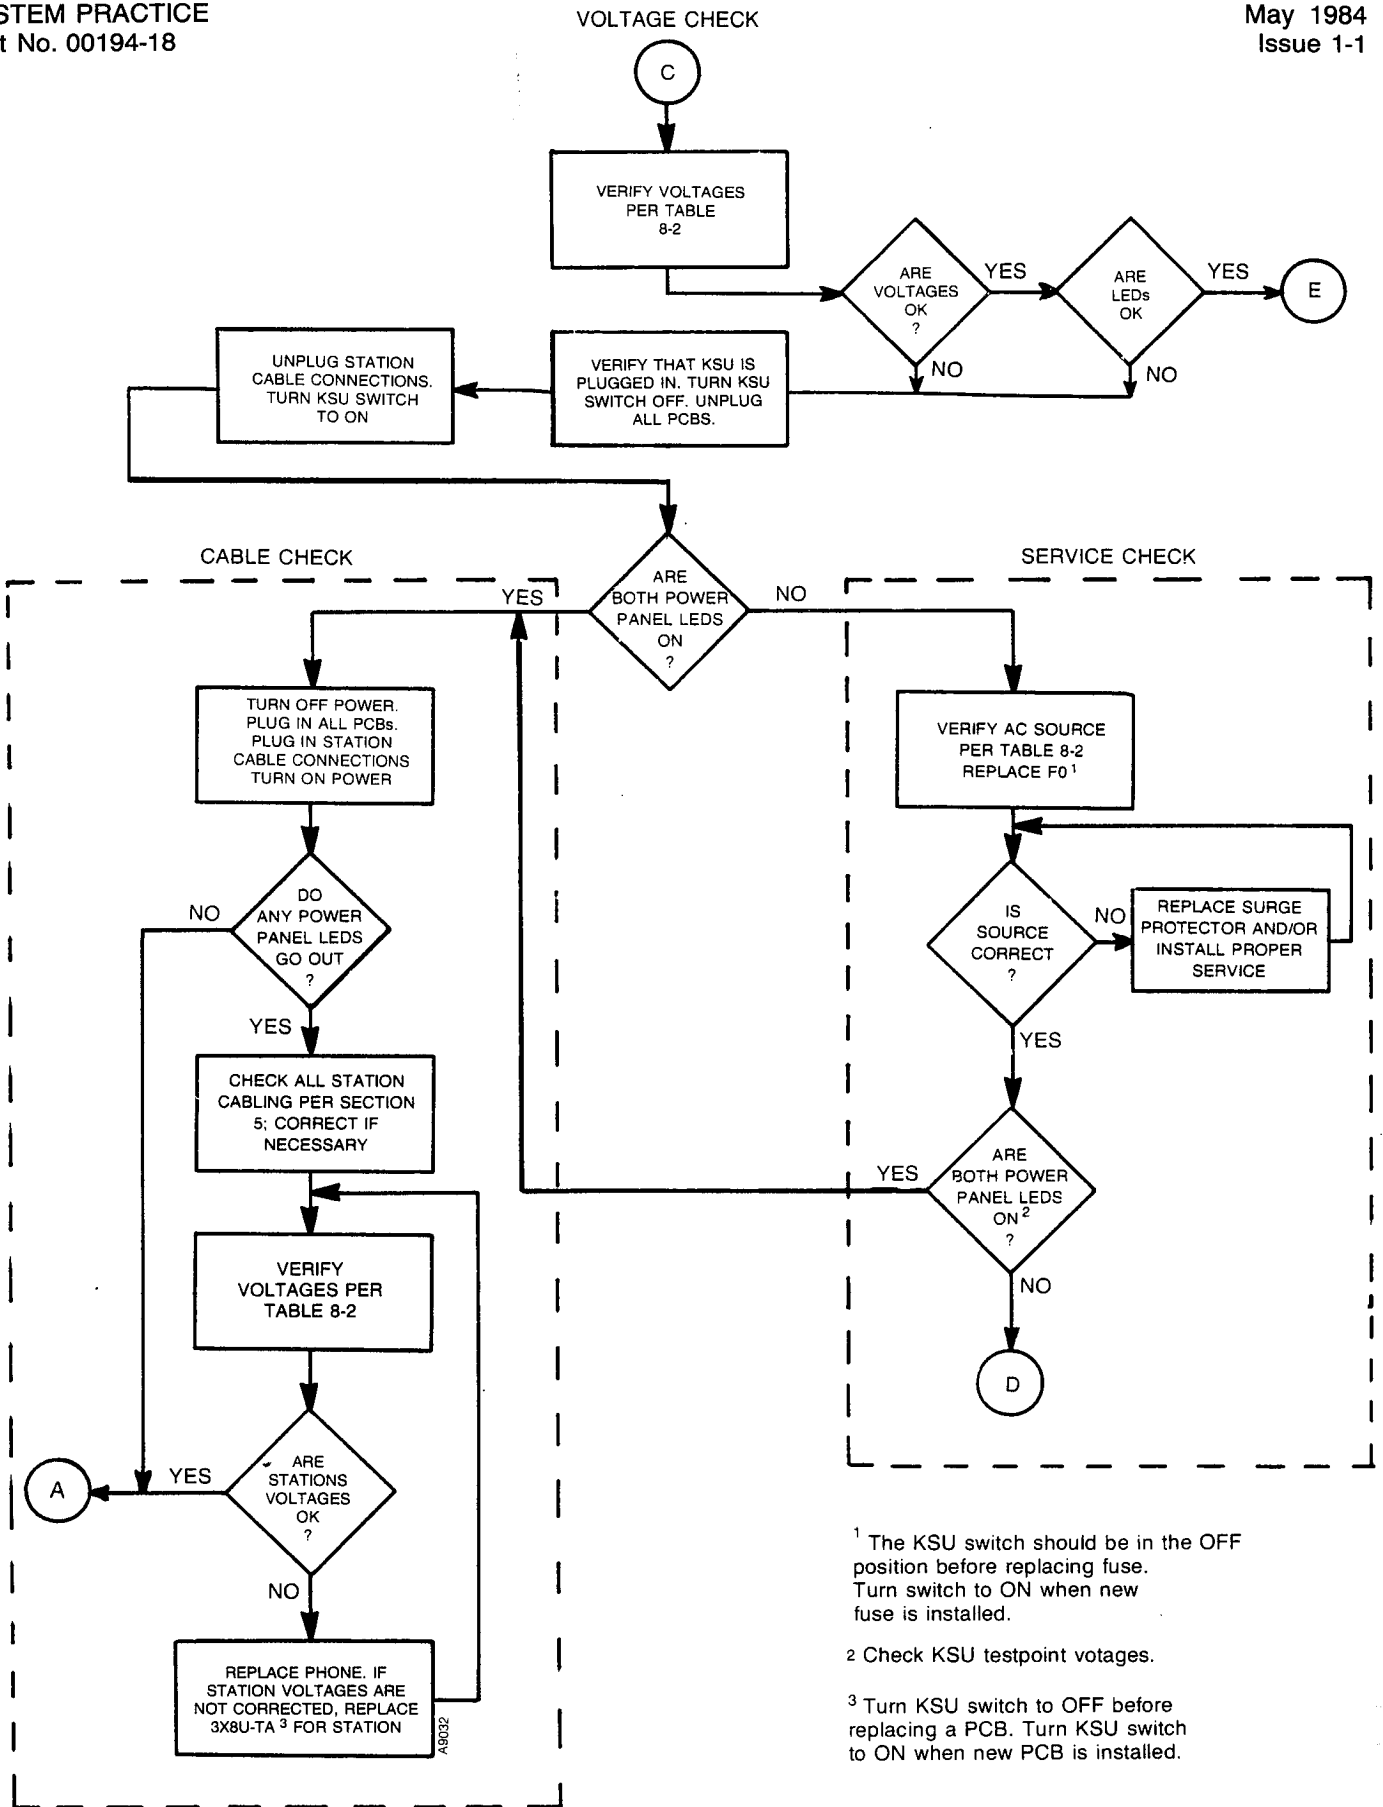 STEM PRACTICE
t No. 00194-18
VOLTAGE CHECK
May 1984
Issue 1-1
C
VERIFY VOLTAGES
PER TABLE
8-2
ARE
VOLTAGES
OK
?
YES
NO
ARE
LEDs
OK
YES
NO
E
VERIFY THAT KSU IS
PLUGGED IN. TURN KSU
SWITCH OFF. UNPLUG
ALL PCBS.
UNPLUG STATION
CABLE CONNECTIONS.
TURN KSU SWITCH
TO ON
ARE
BOTH POWER
PANEL LEDS
ON
?
YES
NO
CABLE CHECK
TURN OFF POWER.
PLUG IN ALL PCBs.
PLUG IN STATION
CABLE CONNECTIONS
TURN ON POWER
DO
ANY POWER
PANEL LEDS
GO OUT
?
NO
YES
CHECK ALL STATION
CABLING PER SECTION
5; CORRECT IF
NECESSARY
VERIFY
VOLTAGES PER
TABLE 8-2
ARE
STATIONS
VOLTAGES
OK
?
YES
A
NO
REPLACE PHONE. IF
STATION VOLTAGES ARE
NOT CORRECTED, REPLACE
3X8U-TA ³ FOR STATION
A9032
SERVICE CHECK
VERIFY AC SOURCE
PER TABLE 8-2
REPLACE F0¹
IS
SOURCE
CORRECT
?
NO
REPLACE SURGE
PROTECTOR AND/OR
INSTALL PROPER
SERVICE
YES
ARE
BOTH POWER
PANEL LEDS
ON²
?
YES
NO
D
¹ The KSU switch should be in the OFF
position before replacing fuse.
Turn switch to ON when new
fuse is installed.
2 Check KSU testpoint votages.
³ Turn KSU switch to OFF before
replacing a PCB. Turn KSU switch
to ON when new PCB is installed.